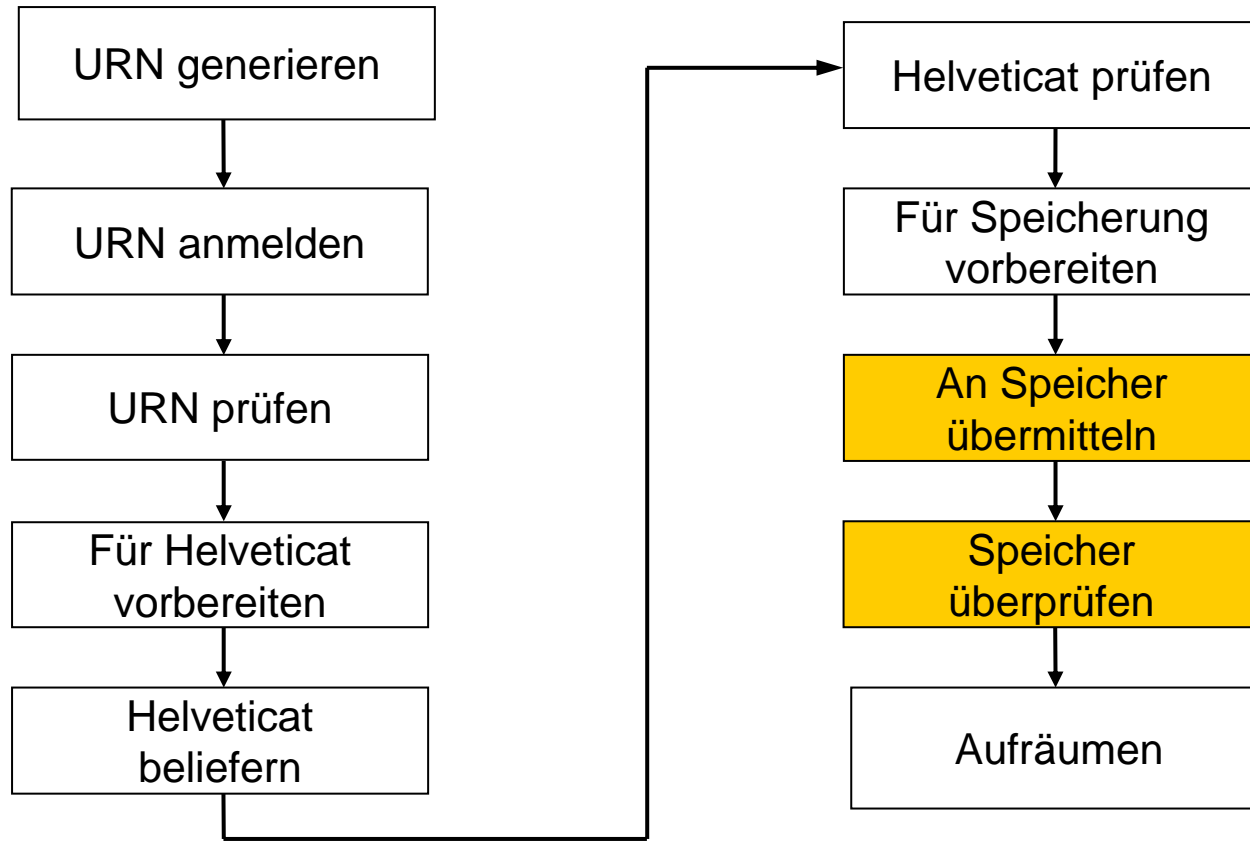 URN generieren
URN anmelden
URN prüfen
Für Helveticat
vorbereiten
Helveticat
beliefern
Helveticat prüfen
Für Speicherung
vorbereiten
An Speicher
übermitteln
Speicher
überprüfen
Aufräumen